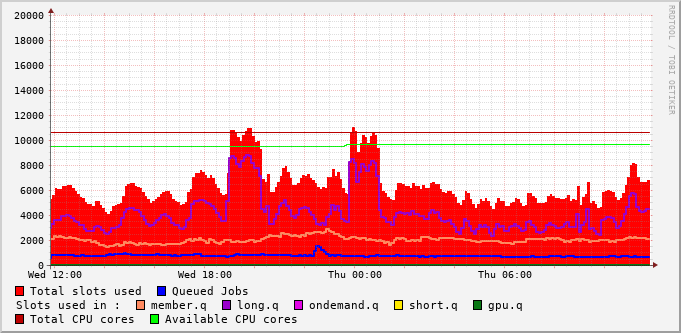 20000
18000
16000
14000
12000
10000
8000
6000
4000
2000
0
Wed 12:00 Wed 18:00 Thu 00:00 Thu 06:00
Total slots used Queued Jobs
Slots used in : member.q long.q ondemand.q short.q gpu.q
Total CPU cores Available CPU cores
RRDTOOL / TOBI OETIKER